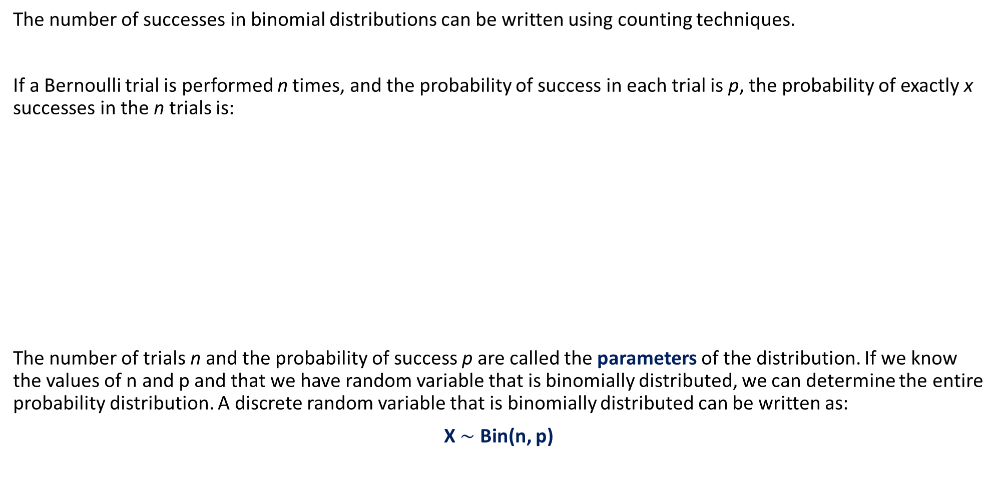 The number of successes in binomial distributions can be written using counting techniques.
If a Bernoulli trial is performed n times, and the probability of success in each trial is p, the probability of exactly x
successes in the n trials is:
The number of trials n and the probability of success p are called the parameters of the distribution. If we know
the values of n and p and that we have random variable that is binomially distributed, we can determine the entire
probability distribution. A discrete random variable that is binomially distributed can be written as:
X ~ Bin(n, p)